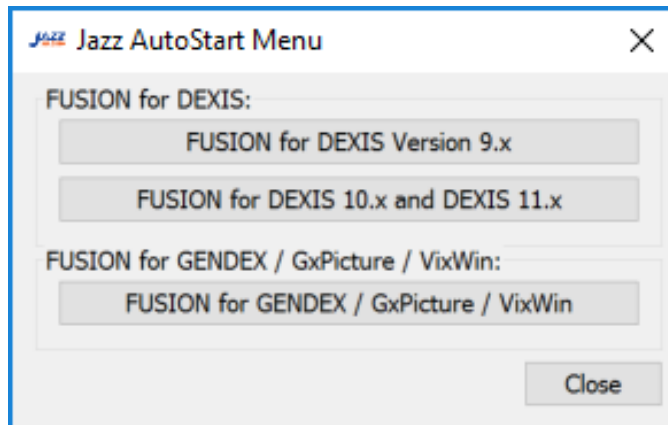 JAZZ Jazz AutoStart Menu
FUSION for DEXIS:
FUSION for DEXIS Version 9.x
FUSION for DEXIS 10.x and DEXIS 11.x
FUSION for GENDEX / GxPicture / VixWin:
FUSION for GENDEX / GxPicture / VixWin
Close